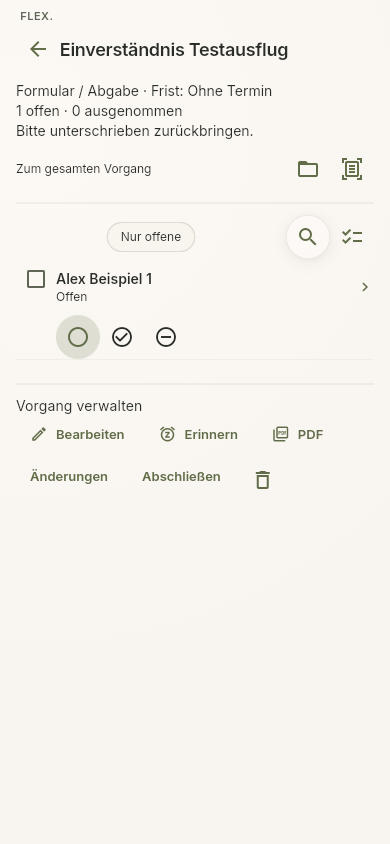 FLEX.
Einverständnis Testausflug
Formular / Abgabe · Frist: Ohne Termin
1 offen · 0 ausgenommen
Bitte unterschrieben zurückbringen.
Zum gesamten Vorgang
Nur offene
Alex Beispiel 1
Offen
Vorgang verwalten
Bearbeiten
Erinnern
PDF
Änderungen
Abschließen